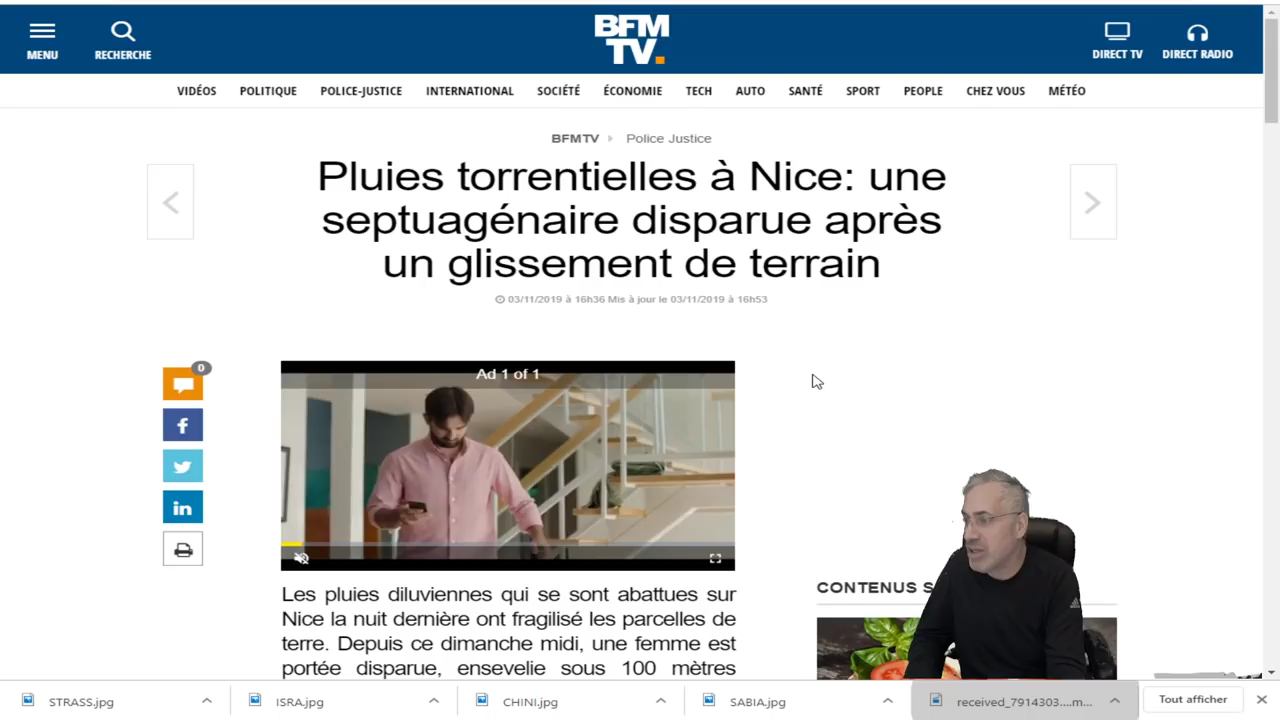 MENU
RECHERCHE
BFM
TV.
DIRECT TV
DIRECT RADIO
VIDÉOS POLITIQUE POLICE-JUSTICE INTERNATIONAL SOCIÉTÉ ÉCONOMIE TECH AUTO SANTÉ SPORT PEOPLE CHEZ VOUS MÉTÉO
BFMTV Police Justice
Pluies torrentielles à Nice: une
septuagénaire disparue après
un glissement de terrain
03/11/2019 à 16h36 Mis à jour le 03/11/2019 à 16h53
0
Ad 1 of 1
Les pluies diluviennes qui se sont abattues sur
Nice la nuit dernière ont fragilisé les parcelles de
terre. Depuis ce dimanche midi, une femme est
portée disparue, ensevelie sous 100 mètres
CONTENUS S
STRASS.jpg ISRA.jpg CHINI.jpg SABIA.jpg received_7914303....m... Tout afficher